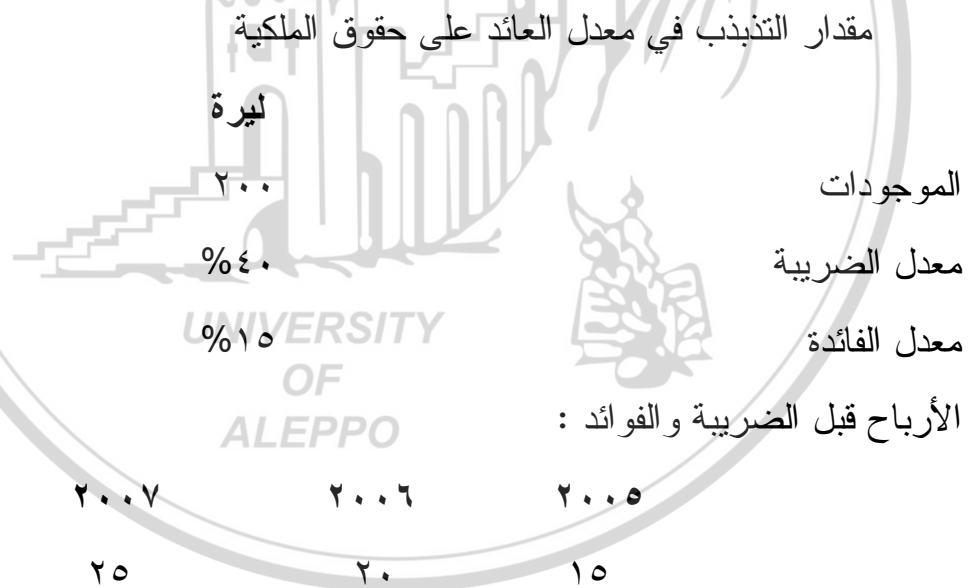 مقدار التذبذب في معدل العائد على حقوق الملكية
ليرة
الموجودات ٢٠٠
معدل الضريبة ٤٠%
معدل الفائدة ١٥%
الأرباح قبل الضريبة والفوائد :
٢٠٠٥ ٢٠٠٦ ٢٠٠٧
١٥ ٢٠ ٢٥
UNIVERSITY
OF
ALEPPO